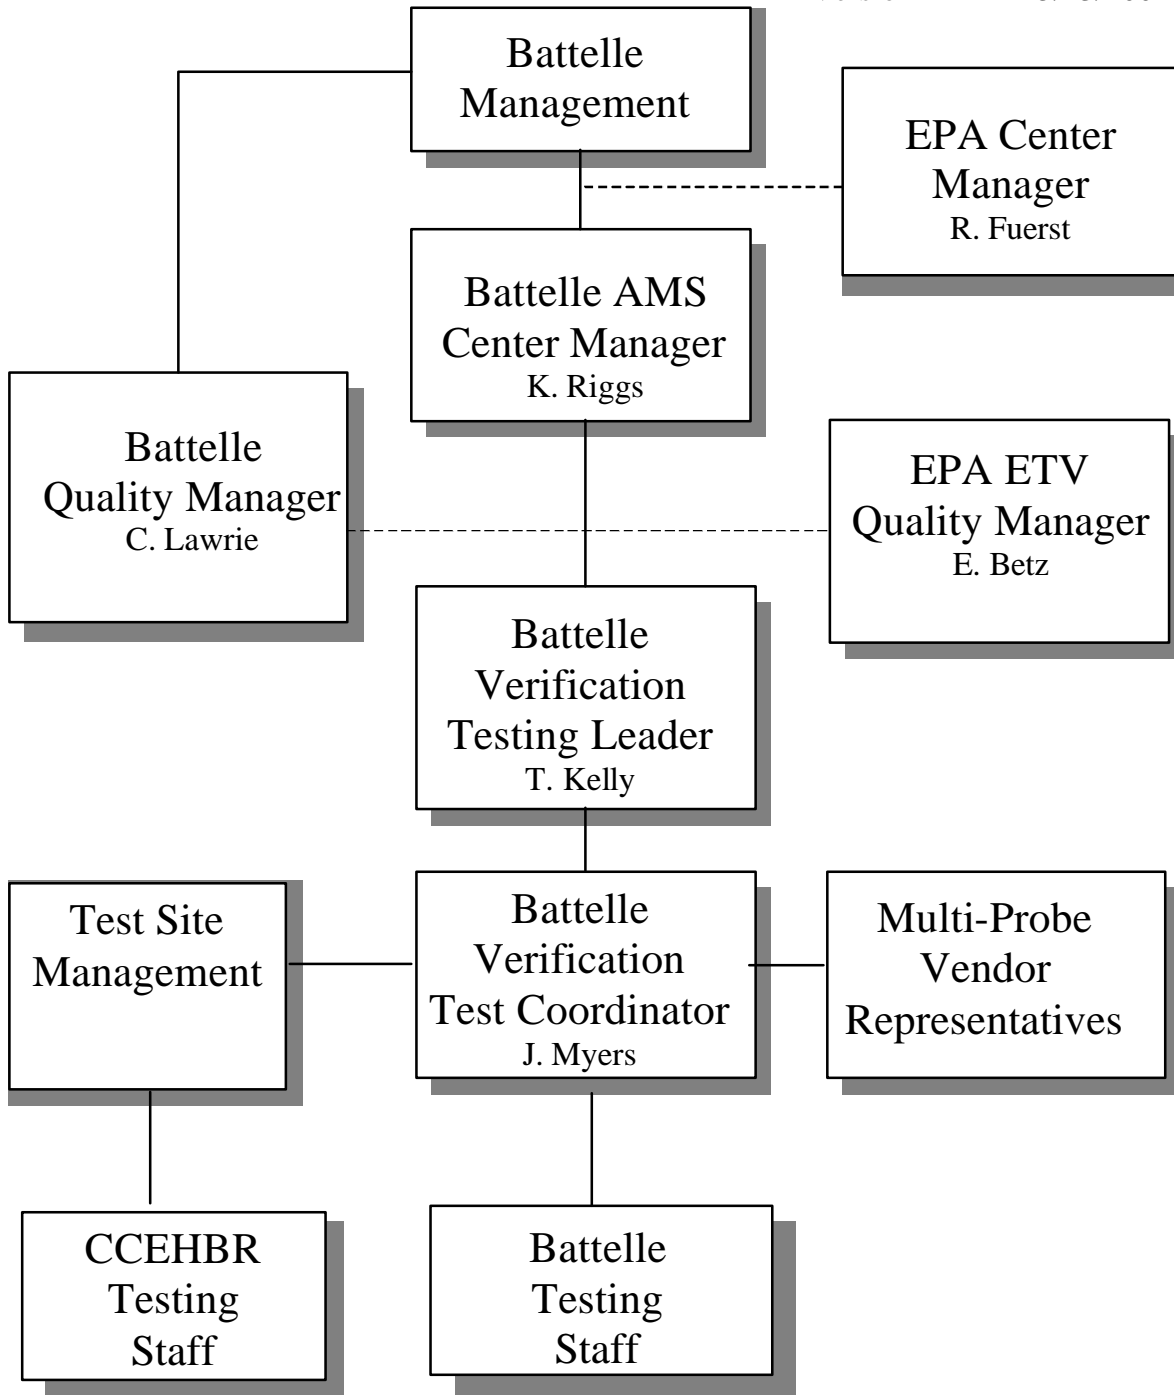 Battelle
Management
EPA Center
Manager
R. Fuerst
Battelle AMS
Center Manager
K. Riggs
Battelle
Quality Manager
C. Lawrie
EPA ETV
Quality Manager
E. Betz
Battelle
Verification
Testing Leader
T. Kelly
Test Site
Management
Battelle
Verification
Test Coordinator
J. Myers
Multi-Probe
Vendor
Representatives
CCEHBR
Testing
Staff
Battelle
Testing
Staff